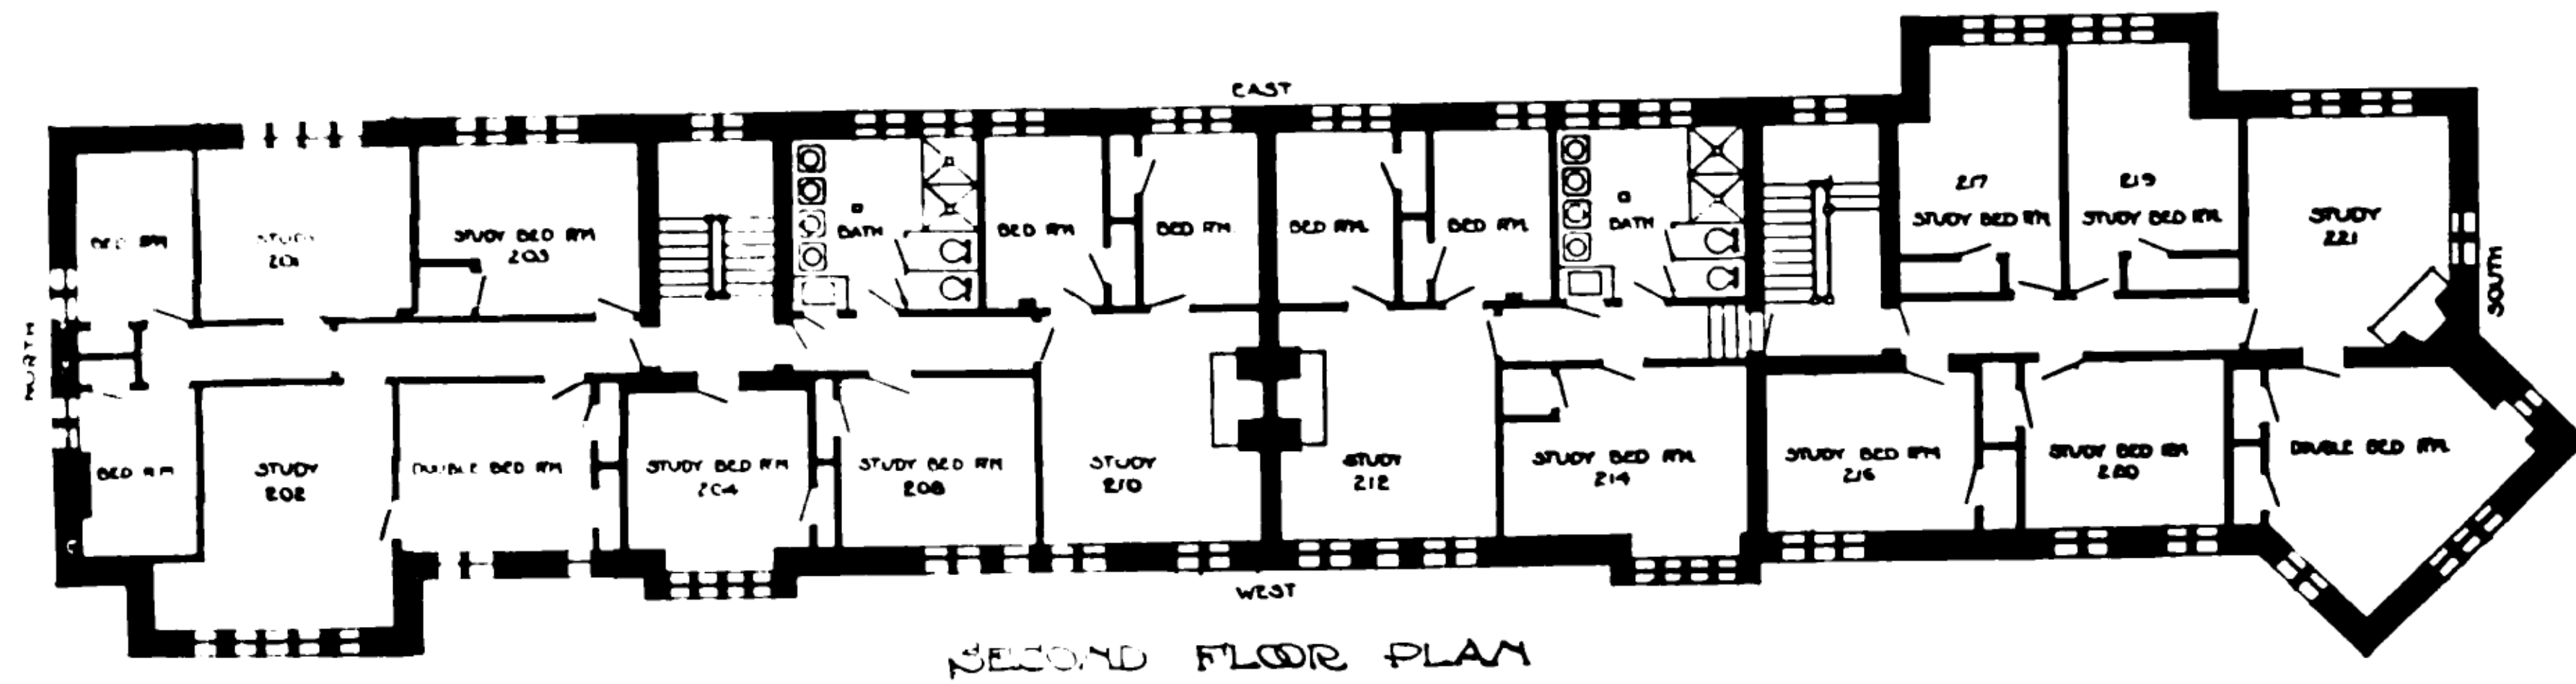 EAST
217
STUDY BED RM
219
STUDY BED RM
STUDY
221
BED RM
STUDY
201
STUDY BED RM
203
BATH
BED RM
BED RM
BED RM
BED RM
BATH
NORTH
SOUTH
BED RM
STUDY
202
DOUBLE BED RM
STUDY BED RM
204
STUDY BED RM
208
STUDY
210
STUDY
212
STUDY BED RM
214
STUDY BED RM
216
STUDY BED RM
220
DOUBLE BED RM
WEST
SECOND FLOOR PLAN